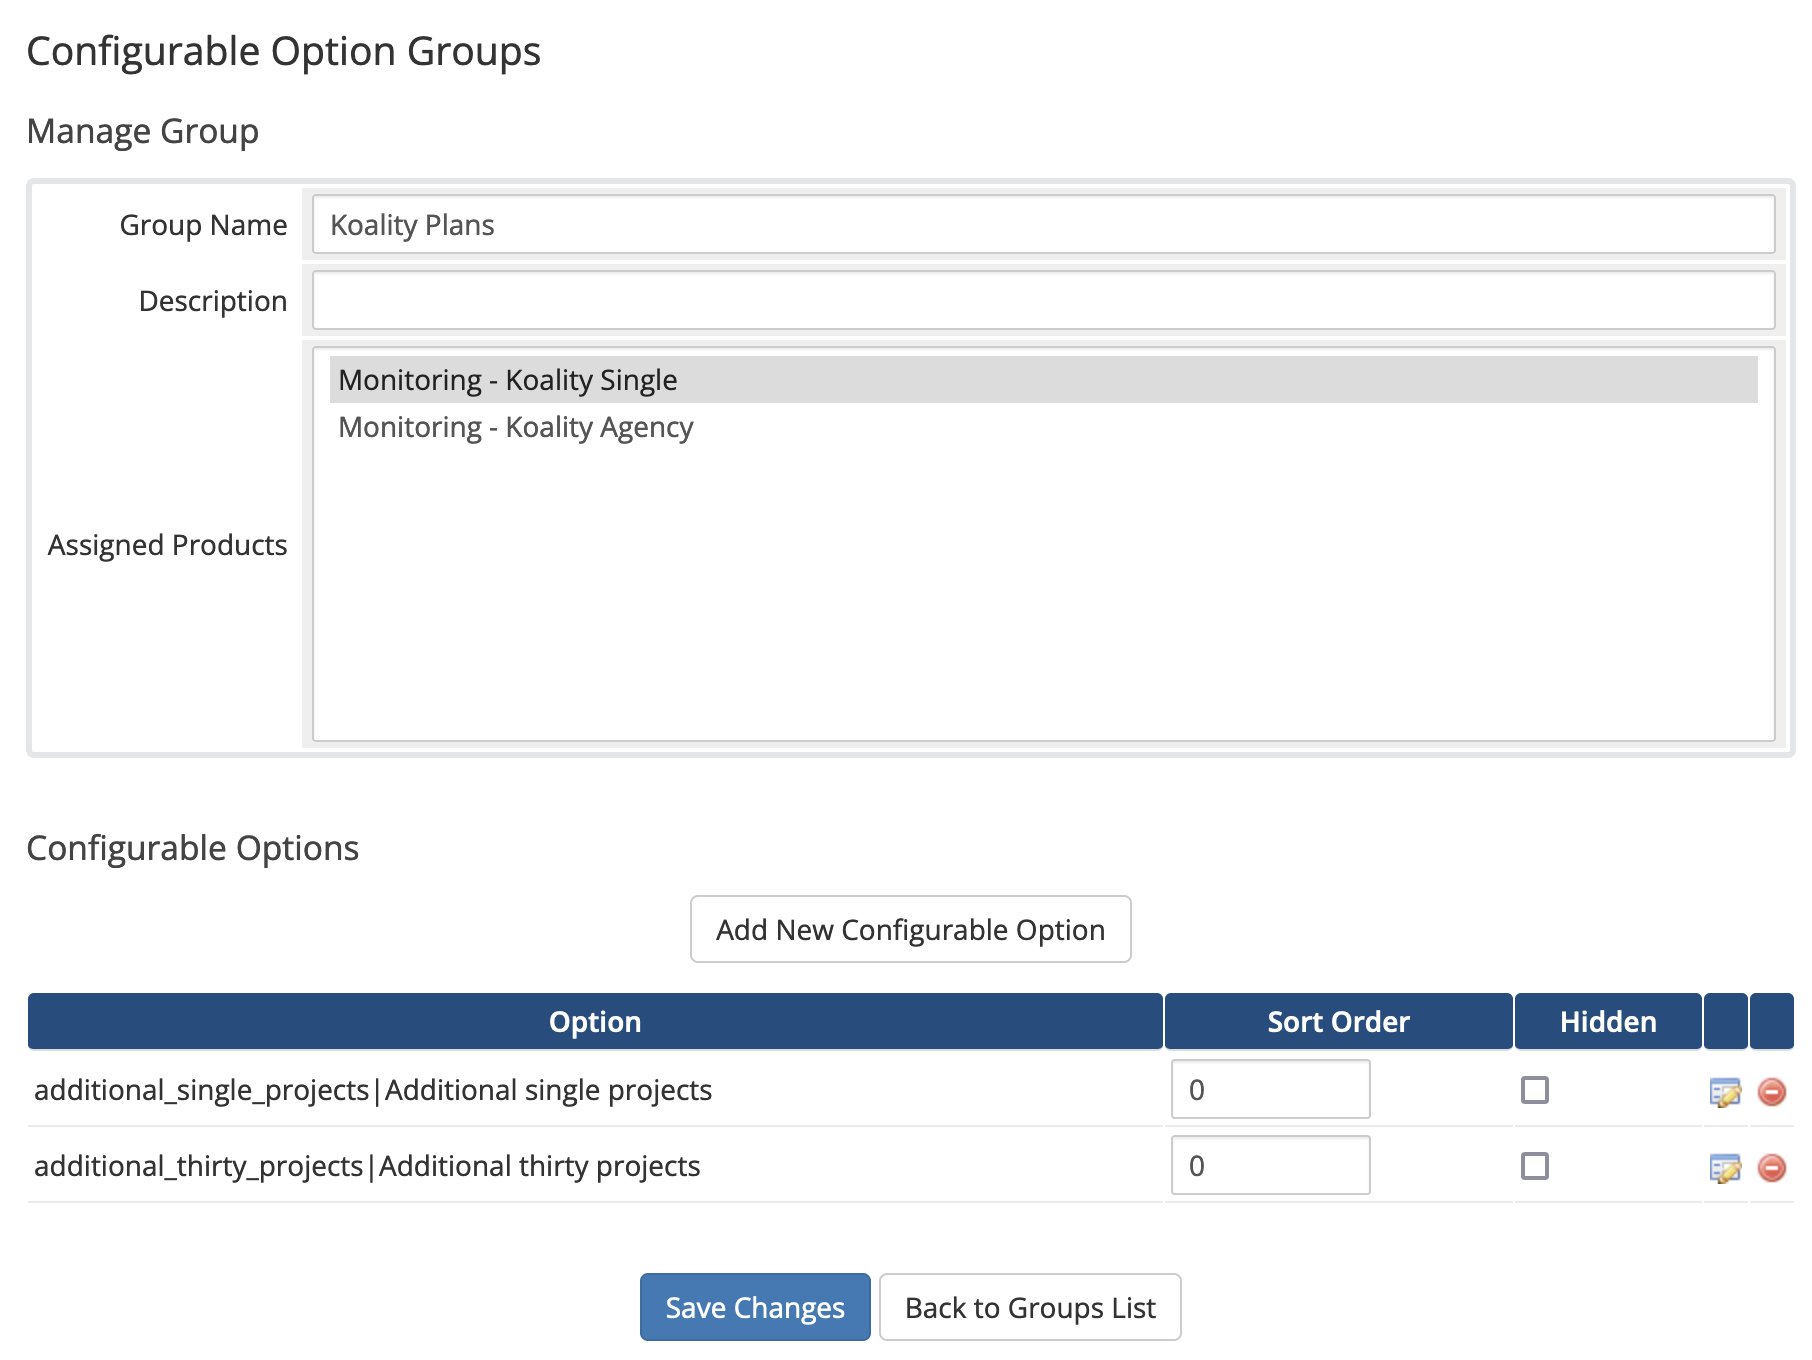 Configurable Option Groups
Manage Group
Group Name
Koality Plans
Description
Assigned Products
Monitoring - Koality Single
Monitoring - Koality Agency
Configurable Options
Add New Configurable Option
Option Sort Order Hidden
additional_single_projects|Additional single projects 0
additional_thirty_projects|Additional thirty projects 0
Save Changes Back to Groups List